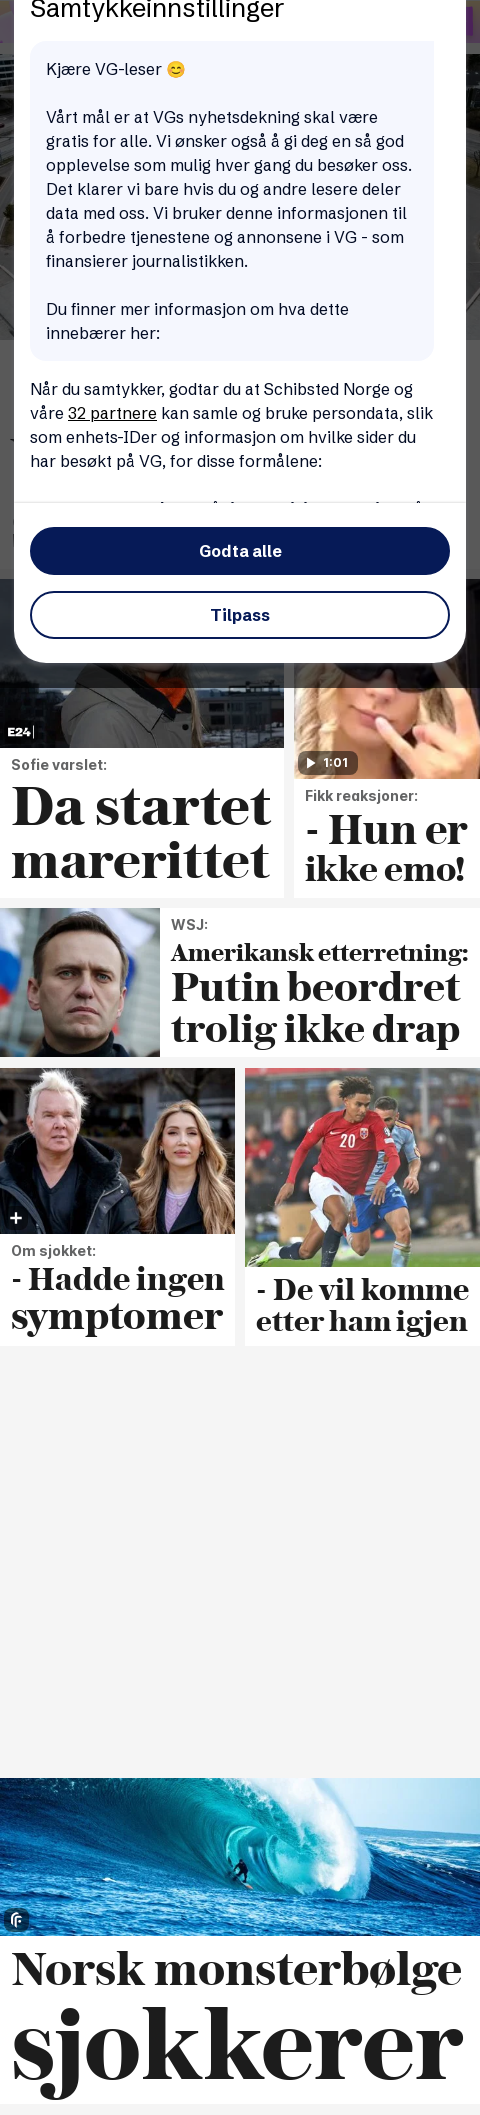 Samtykkeinnstillinger
Kjære VG-leser 😊
Vårt mål er at VGs nyhetsdekning skal være
gratis for alle. Vi ønsker også å gi deg en så god
opplevelse som mulig hver gang du besøker oss.
Det klarer vi bare hvis du og andre lesere deler
data med oss. Vi bruker denne informasjonen til
å forbedre tjenestene og annonsene i VG - som
finansierer journalistikken.
Du finner mer informasjon om hva dette
innebærer her:
Når du samtykker, godtar du at Schibsted Norge og
våre 32 partnere kan samle og bruke persondata, slik
som enhets-IDer og informasjon om hvilke sider du
har besøkt på VG, for disse formålene:
Godta alle
Tilpass
E24
1:01
Sofie varslet:
Da startet
marerittet
Fikk reaksjoner:
- Hun er
ikke emo!
WSJ:
Amerikansk etterretning:
Putin beordret
trolig ikke drap
20
Om sjokket:
- Hadde ingen
symptomer
- De vil komme
etter ham igjen
Norsk monsterbølge
sjokkerer